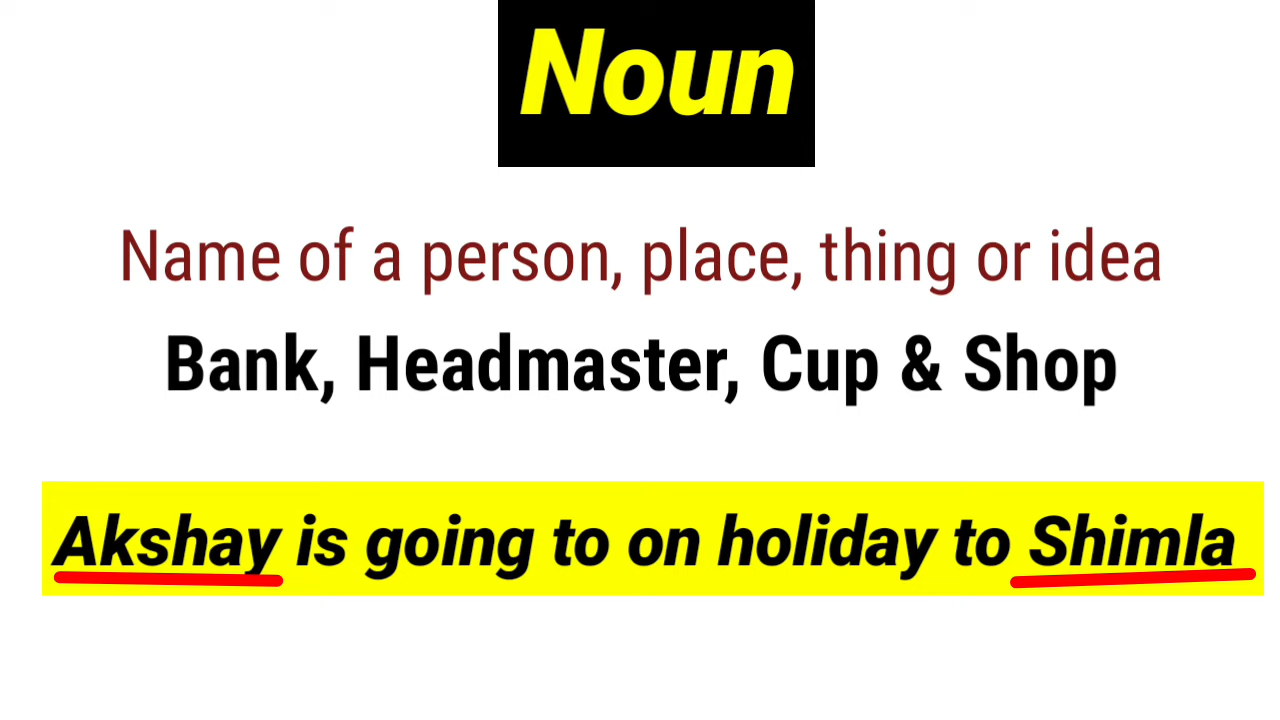 Noun
Name of a person, place, thing or idea
Bank, Headmaster, Cup & Shop
Akshay is going to on holiday to Shimla